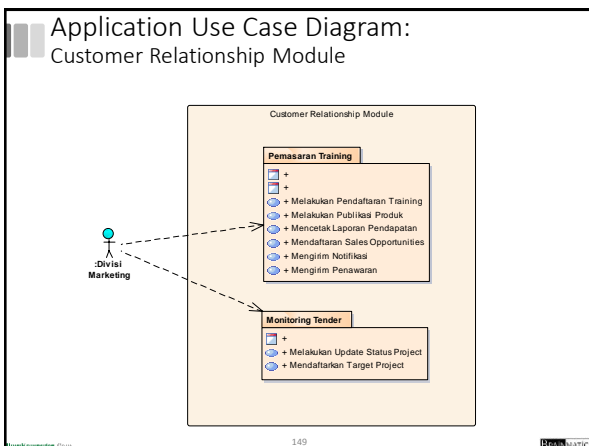 Application Use Case Diagram:
Customer Relationship Module
Customer Relationship Module
Pemasaran Training
+
+
+ Melakukan Pendaftaran Training
+ Melakukan Publikasi Produk
+ Mencetak Laporan Pendapatan
+ Mendaftaran Sales Opportunities
+ Mengirim Notifikasi
+ Mengirim Penawaran
:Divisi
Marketing
Monitoring Tender
+
+ Melakukan Update Status Project
+ Mendaftarkan Target Project
149